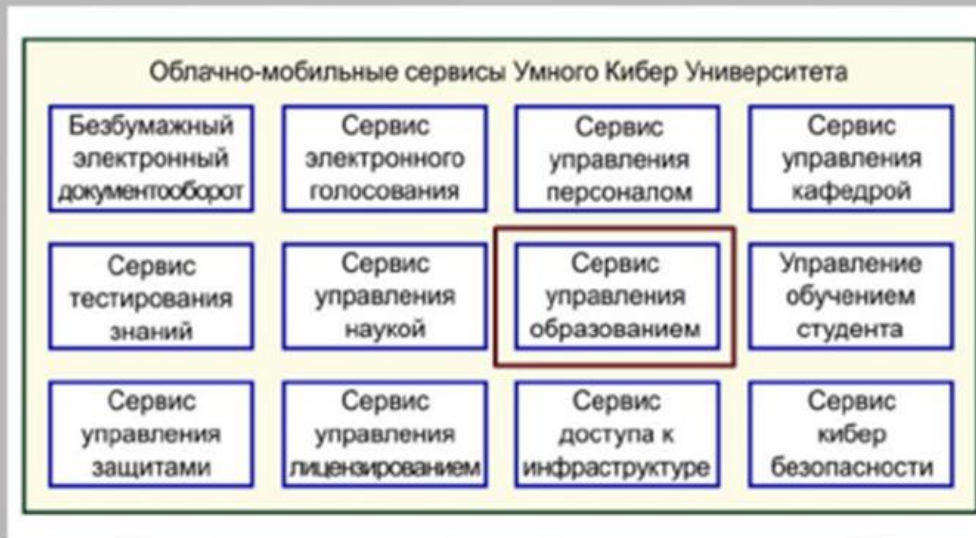 Облачно-мобильные сервисы Умного Кибер Университета
Безбумажный
электронный
документооборот
Сервис
электронного
голосования
Сервис
управления
персоналом
Сервис
управления
кафедрой
Сервис
тестирования
знаний
Сервис
управления
наукой
Сервис
управления
образованием
Управление
обучением
студента
Сервис
управления
защитами
Сервис
управления
лицензированием
Сервис
доступа к
инфраструктуре
Сервис
кибер
безопасности